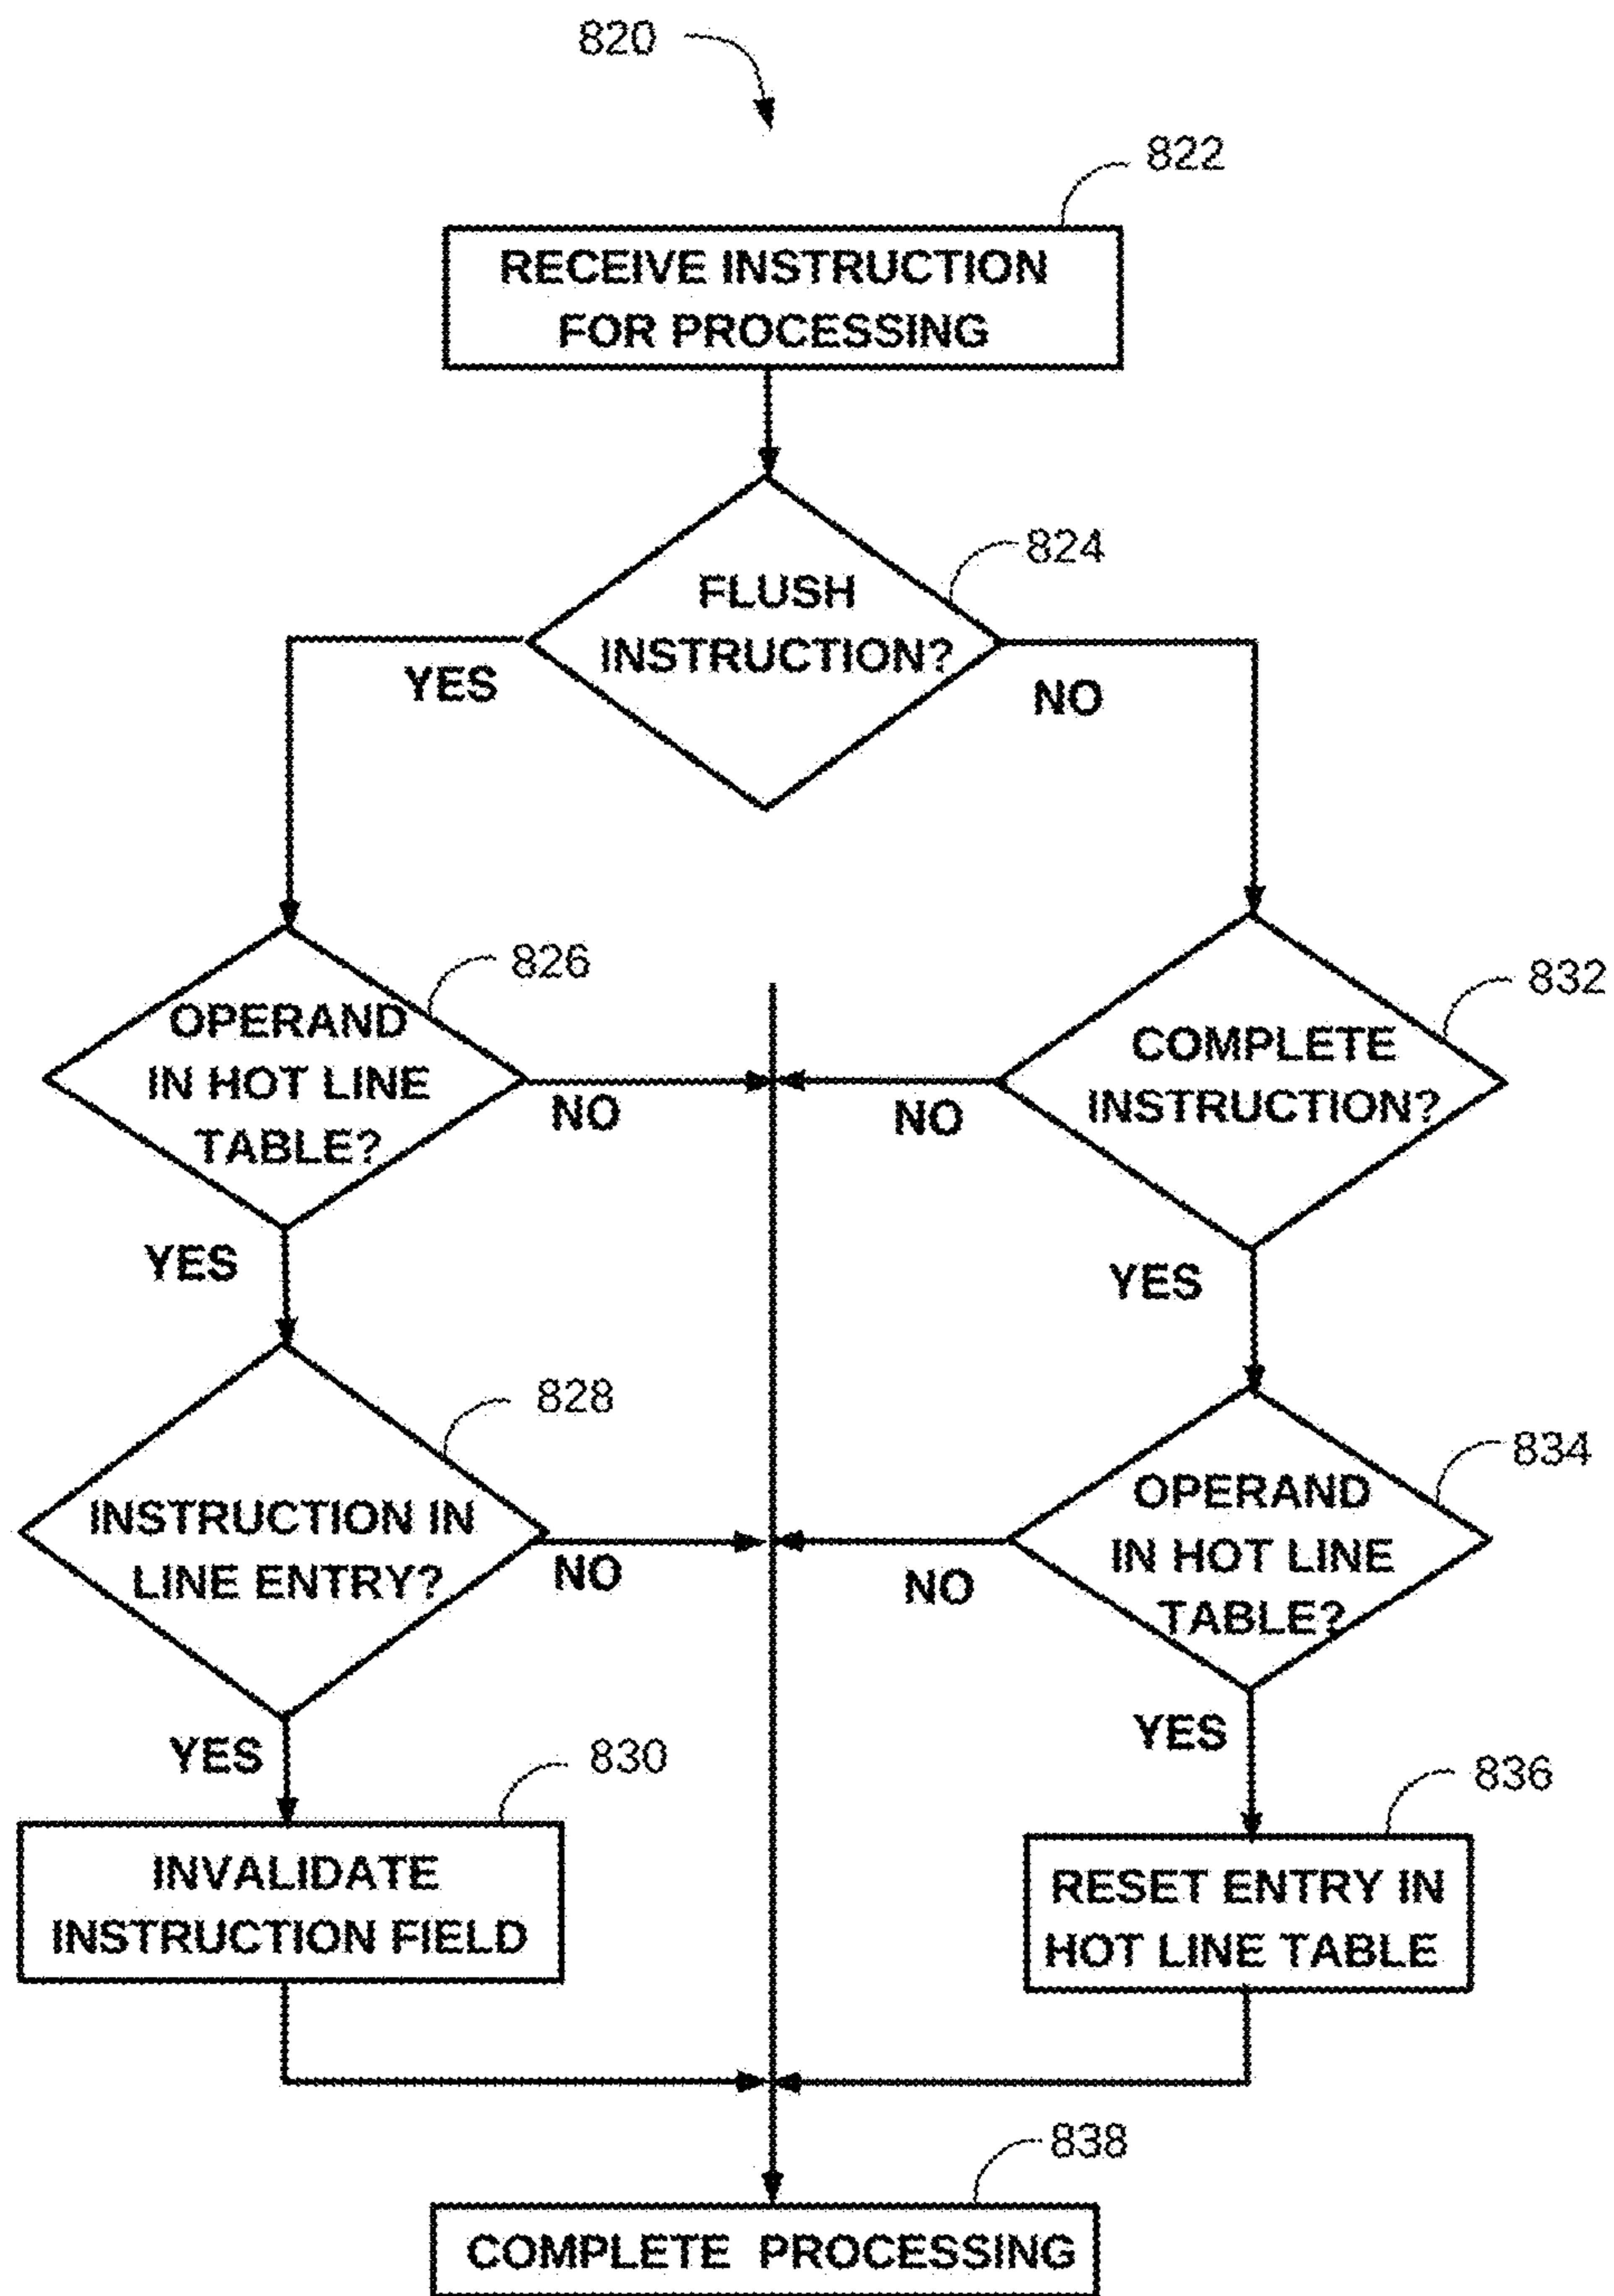 820
822
RECEIVE INSTRUCTION
FOR PROCESSING
824
FLUSH
INSTRUCTION?
YES
NO
826
OPERAND
IN HOT LINE
TABLE?
NO
832
COMPLETE
INSTRUCTION?
NO
YES
YES
828
INSTRUCTION IN
LINE ENTRY?
NO
834
OPERAND
IN HOT LINE
TABLE?
NO
YES
YES
830
INVALIDATE
INSTRUCTION FIELD
836
RESET ENTRY IN
HOT LINE TABLE
838
COMPLETE PROCESSING